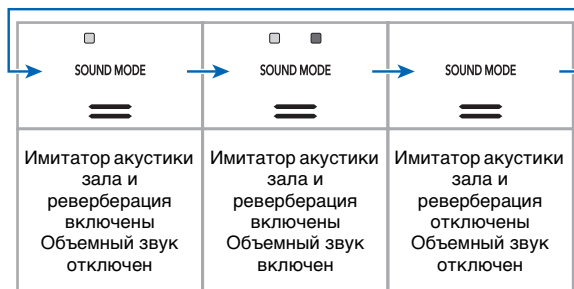 SOUND MODE
SOUND MODE
SOUND MODE
Имитатор акустики
зала и
реверберация
включены
Объемный звук
отключен
Имитатор акустики
зала и
реверберация
включены
Объемный звук
включен
Имитатор акустики
зала и
реверберация
отключены
Объемный звук
отключен